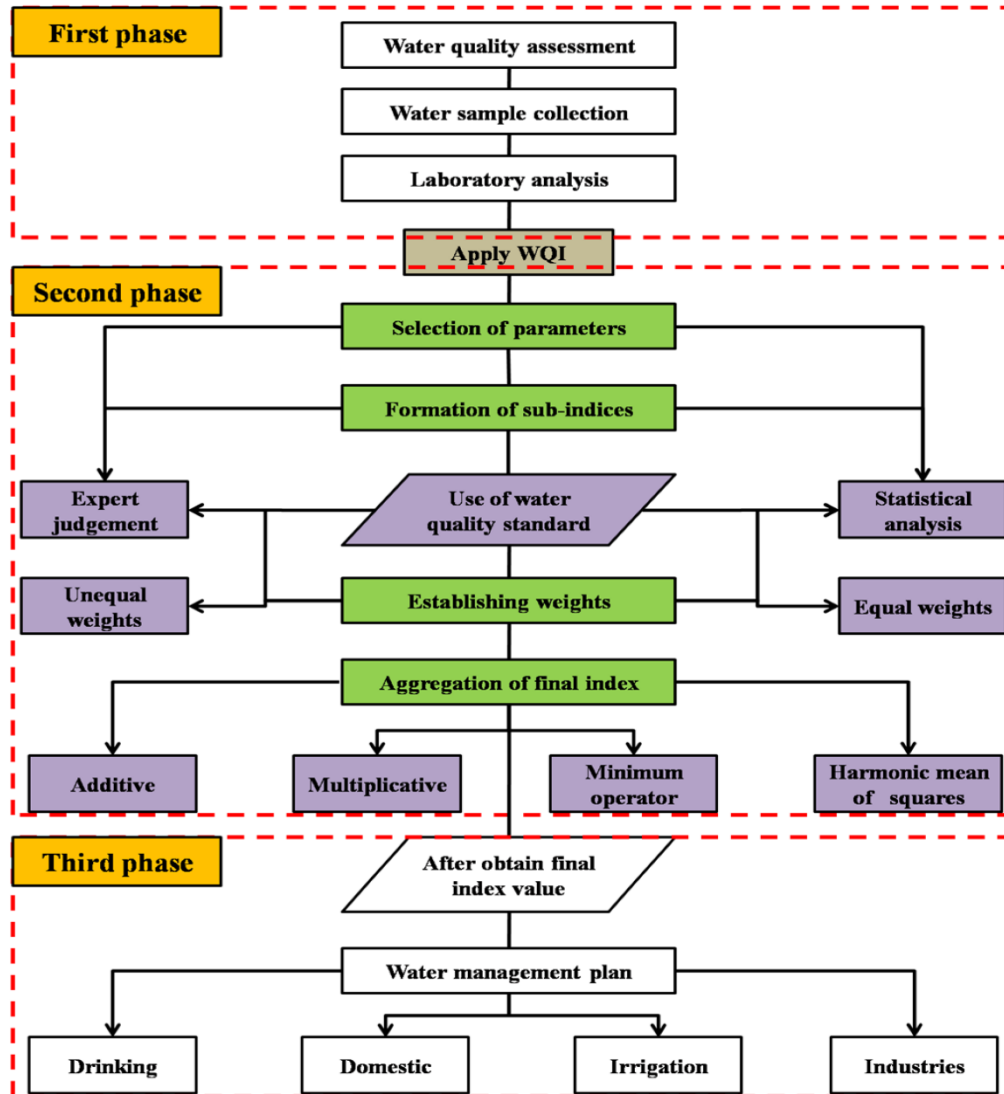 First phase
Water quality assessment
Water sample collection
Laboratory analysis
Apply WQI
Second phase
Selection of parameters
Formation of sub-indices
Expert
judgement
Use of water
quality standard
Statistical
analysis
Unequal
weights
Establishing weights
Equal weights
Aggregation of final index
Additive
Multiplicative
Minimum
operator
Harmonic mean
of squares
Third phase
After obtain final
index value
Water management plan
Drinking
Domestic
Irrigation
Industries